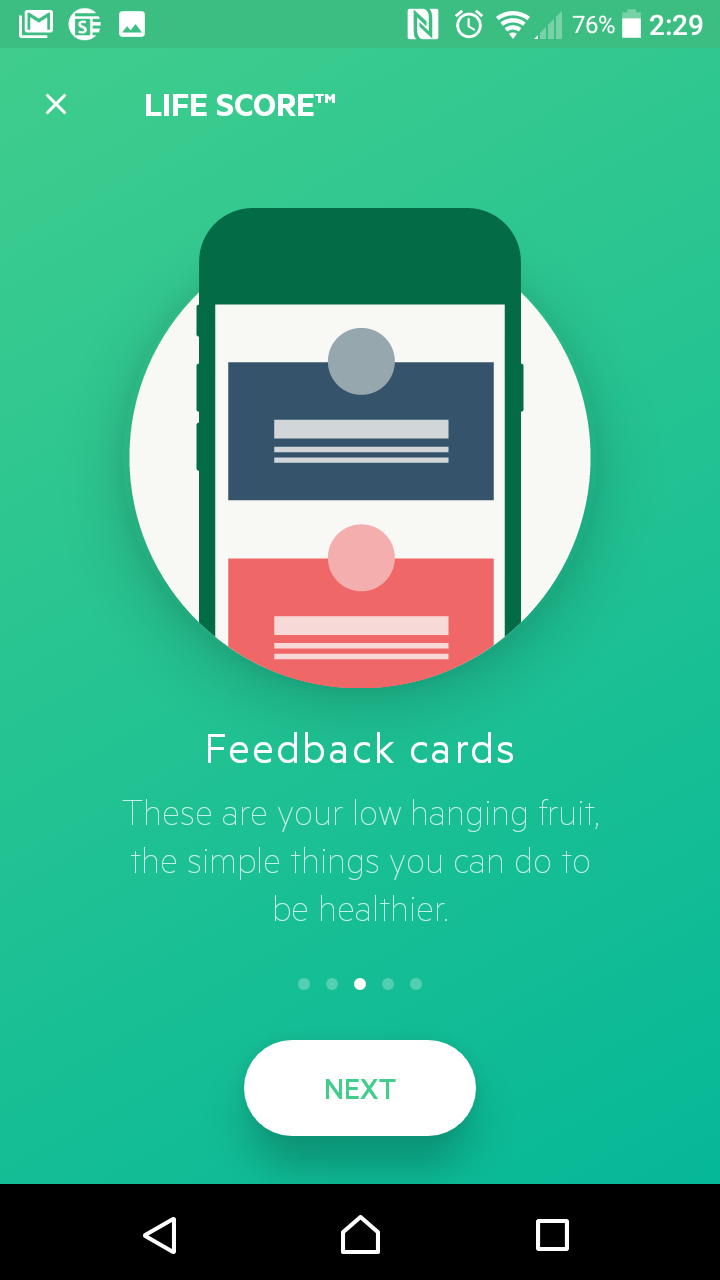 76% 2:29
LIFE SCORE™
Feedback cards
These are your low hanging fruit,
the simple things you can do to
be healthier.
NEXT